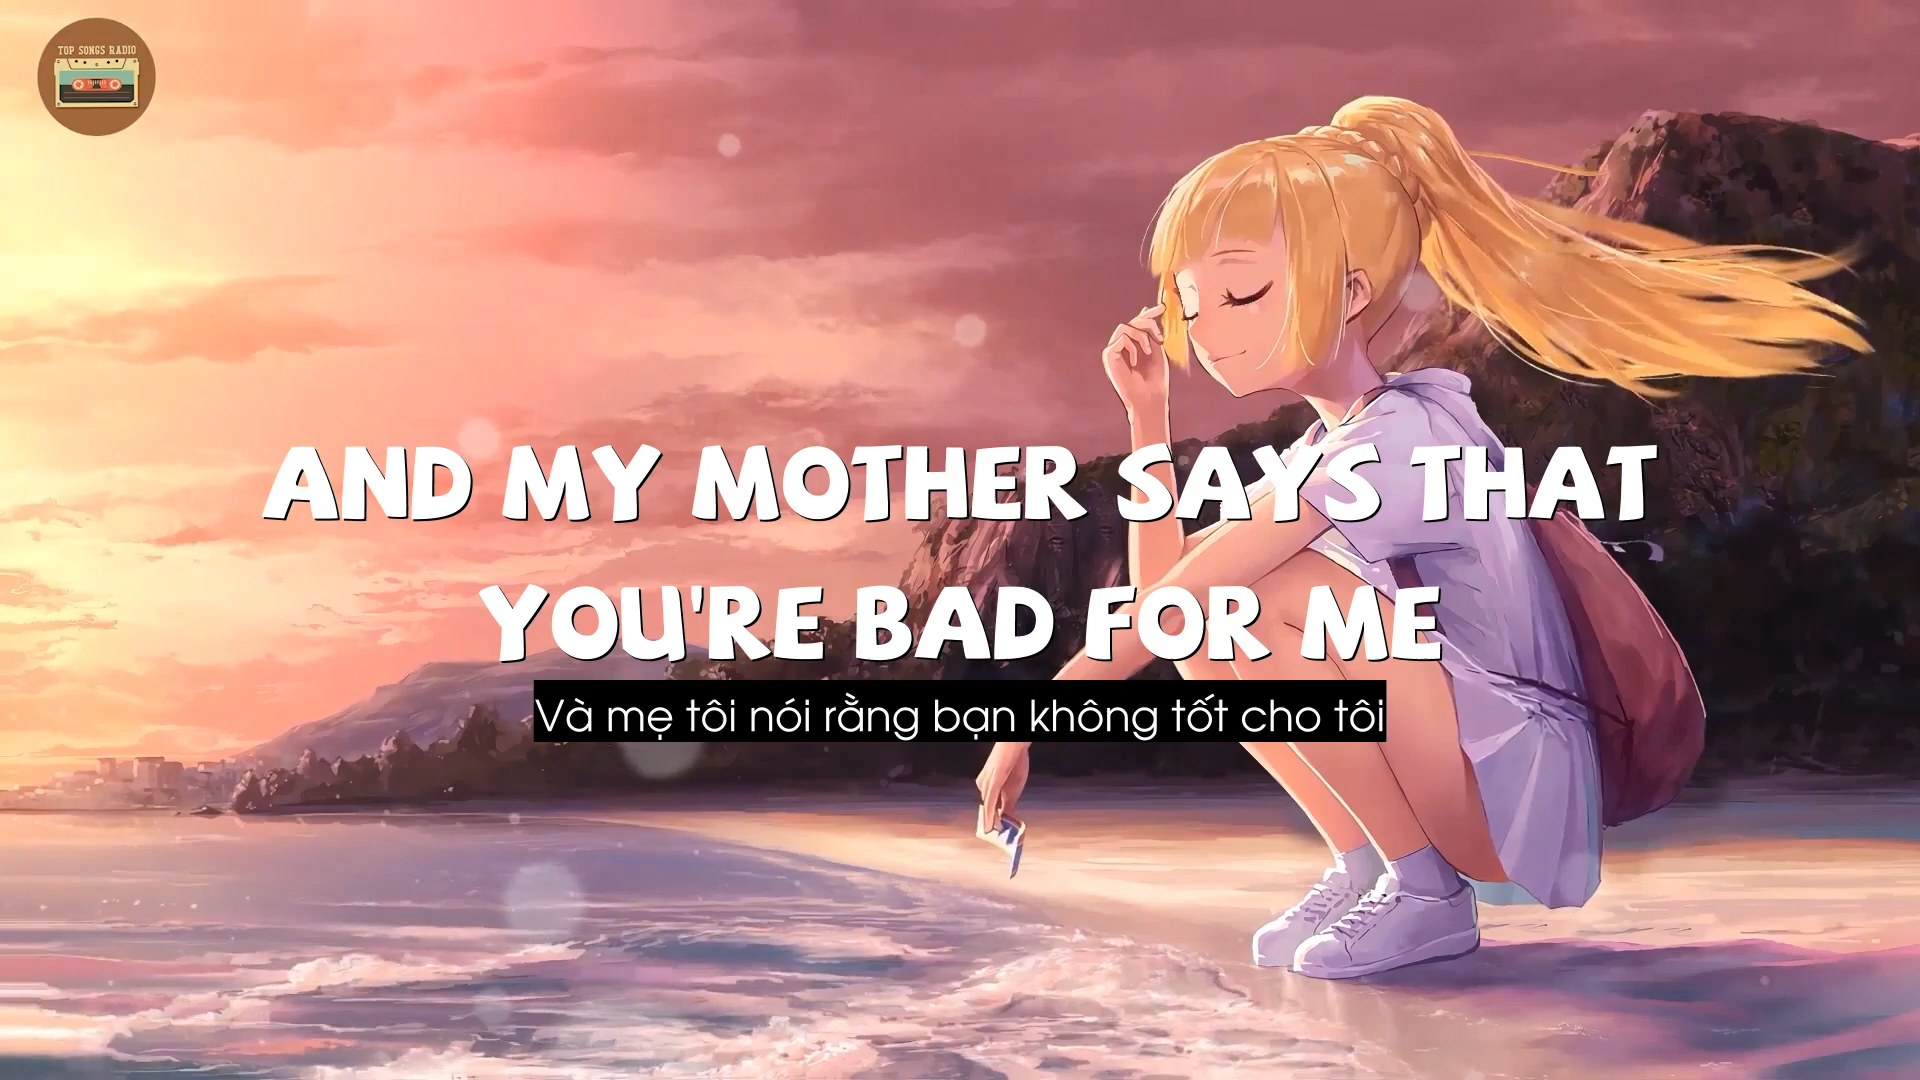 TOP SONGS RADIO
AND MY MOTHER SAYS THAT
YOU'RE BAD FOR ME
Và mẹ tôi nói rằng bạn không tốt cho tôi